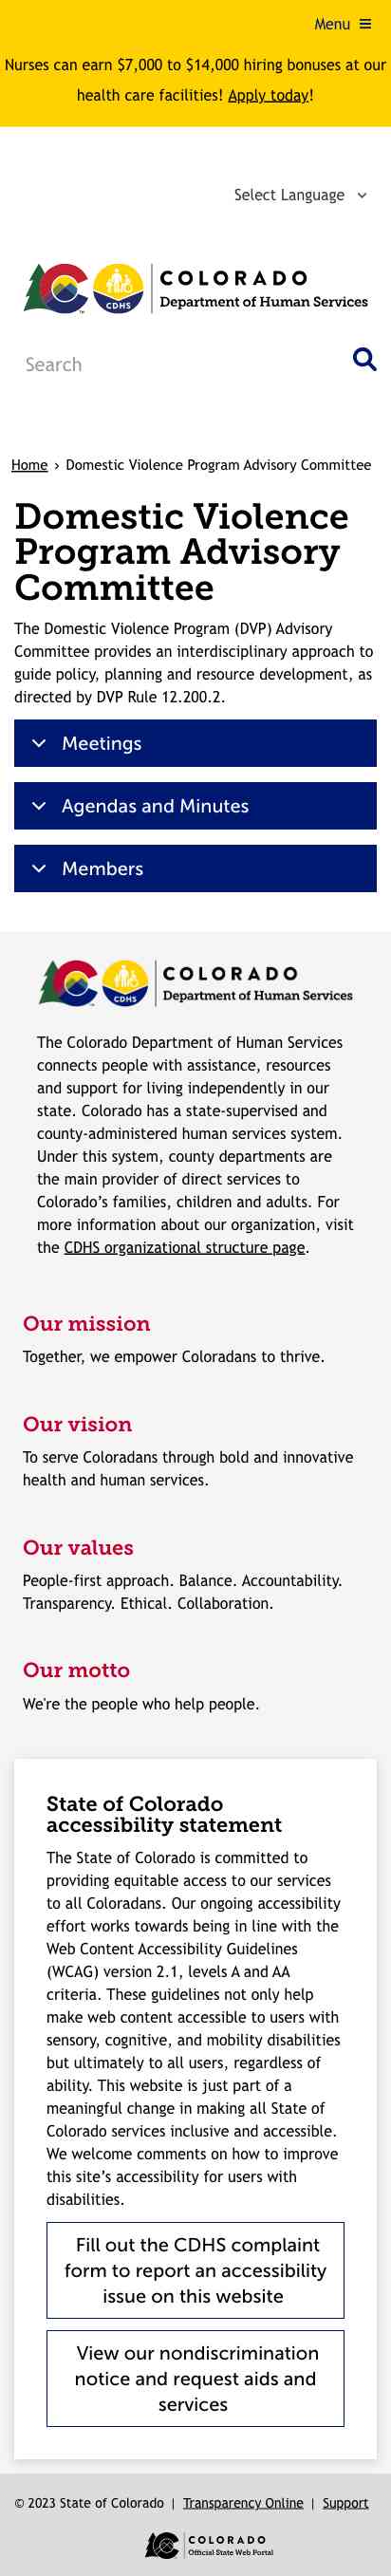 Menu
Nurses can earn $7,000 to $14,000 hiring bonuses at our
health care facilities! Apply today!
Select Language
CDHS
COLORADO
Department of Human Services
Search
Home › Domestic Violence Program Advisory Committee
Domestic Violence
Program Advisory
Committee
The Domestic Violence Program (DVP) Advisory
Committee provides an interdisciplinary approach to
guide policy, planning and resource development, as
directed by DVP Rule 12.200.2.
Meetings
Agendas and Minutes
Members
CDHS
COLORADO
Department of Human Services
The Colorado Department of Human Services
connects people with assistance, resources
and support for living independently in our
state. Colorado has a state-supervised and
county-administered human services system.
Under this system, county departments are
the main provider of direct services to
Colorado’s families, children and adults. For
more information about our organization, visit
the CDHS organizational structure page.
Our mission
Together, we empower Coloradans to thrive.
Our vision
To serve Coloradans through bold and innovative
health and human services.
Our values
People-first approach. Balance. Accountability.
Transparency. Ethical. Collaboration.
Our motto
We're the people who help people.
State of Colorado
accessibility statement
The State of Colorado is committed to
providing equitable access to our services
to all Coloradans. Our ongoing accessibility
effort works towards being in line with the
Web Content Accessibility Guidelines
(WCAG) version 2.1, levels A and AA
criteria. These guidelines not only help
make web content accessible to users with
sensory, cognitive, and mobility disabilities
but ultimately to all users, regardless of
ability. This website is just part of a
meaningful change in making all State of
Colorado services inclusive and accessible.
We welcome comments on how to improve
this site’s accessibility for users with
disabilities.
Fill out the CDHS complaint
form to report an accessibility
issue on this website
View our nondiscrimination
notice and request aids and
services
© 2023 State of Colorado | Transparency Online | Support
COLORADO
Official State Web Portal